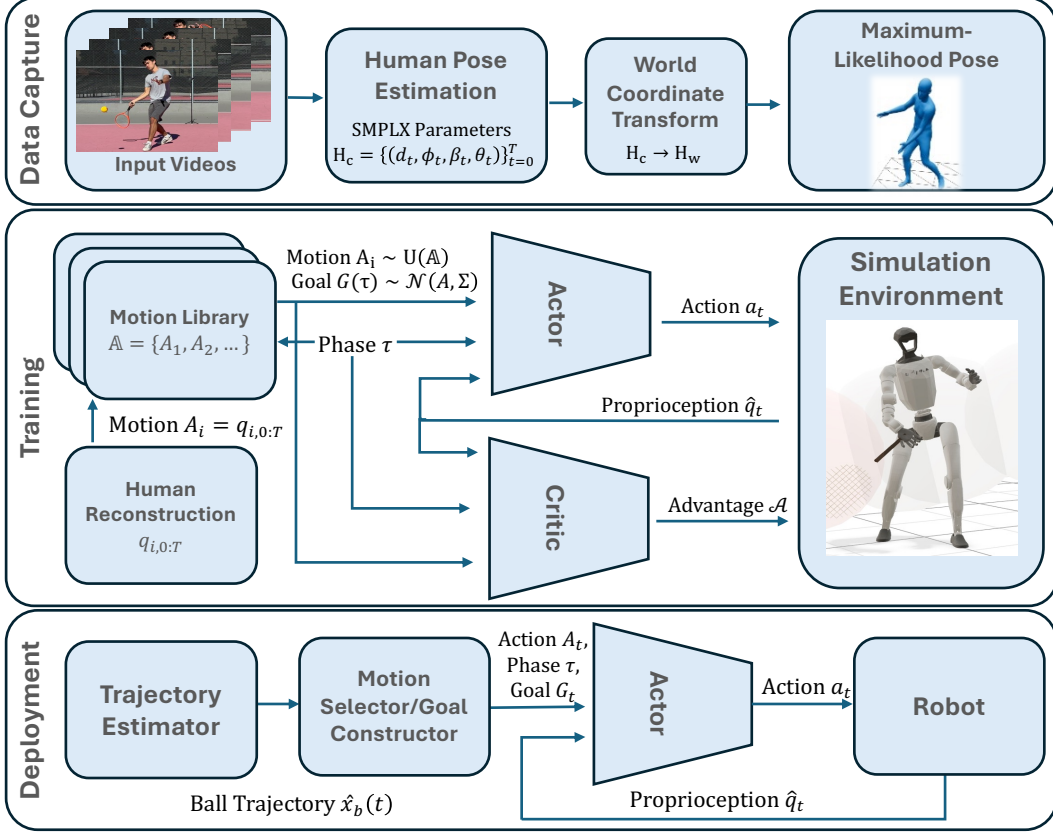 Data Capture
Input Videos
Human Pose
Estimation
SMPLX Parameters
H_c = {(d_t, ϕ_t, β_t, θ_t)}_{t=0}^T
World
Coordinate
Transform
H_c → H_w
Maximum-
Likelihood Pose
Training
Motion Library
𝔸 = {A_1, A_2, …}
Motion A_i = q_{i,0:T}
Human
Reconstruction
q_{i,0:T}
Motion A_i ~ U(𝔸)
Goal G(τ) ~ 𝒩(A, Σ)
Phase τ
Actor
Critic
Action a_t
Proprioception q̂_t
Advantage 𝒜
Simulation
Environment
Deployment
Trajectory
Estimator
Ball Trajectory x̂_b(t)
Motion
Selector/Goal
Constructor
Action A_t,
Phase τ,
Goal G_t
Actor
Action a_t
Robot
Proprioception q̂_t